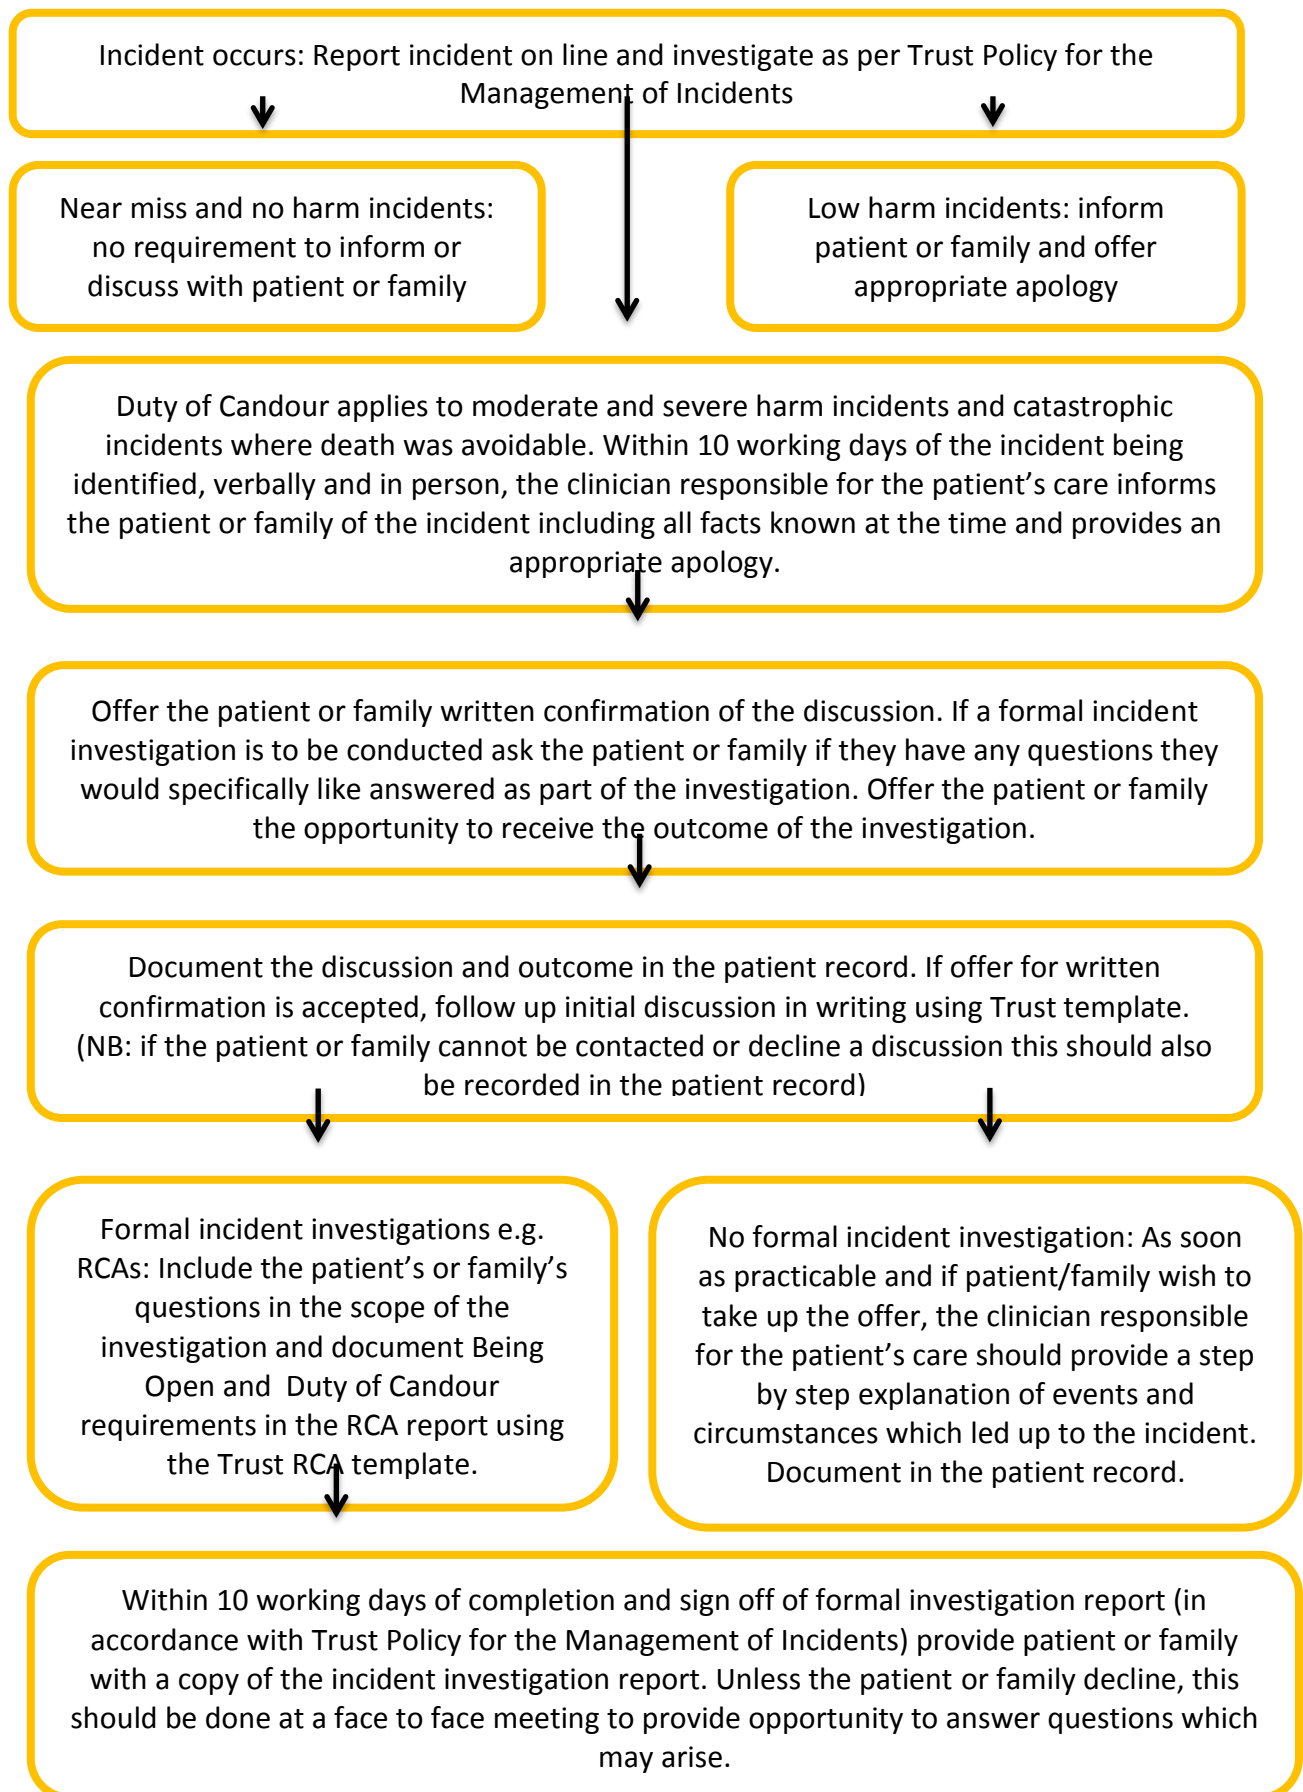 Incident occurs: Report incident on line and investigate as per Trust Policy for the
Management of Incidents
Near miss and no harm incidents:
no requirement to inform or
discuss with patient or family
Low harm incidents: inform
patient or family and offer
appropriate apology
Duty of Candour applies to moderate and severe harm incidents and catastrophic
incidents where death was avoidable. Within 10 working days of the incident being
identified, verbally and in person, the clinician responsible for the patient’s care informs
the patient or family of the incident including all facts known at the time and provides an
appropriate apology.
Offer the patient or family written confirmation of the discussion. If a formal incident
investigation is to be conducted ask the patient or family if they have any questions they
would specifically like answered as part of the investigation. Offer the patient or family
the opportunity to receive the outcome of the investigation.
Document the discussion and outcome in the patient record. If offer for written
confirmation is accepted, follow up initial discussion in writing using Trust template.
(NB: if the patient or family cannot be contacted or decline a discussion this should also
be recorded in the patient record)
Formal incident investigations e.g.
RCAs: Include the patient’s or family’s
questions in the scope of the
investigation and document Being
Open and  Duty of Candour
requirements in the RCA report using
the Trust RCA template.
No formal incident investigation: As soon
as practicable and if patient/family wish to
take up the offer, the clinician responsible
for the patient’s care should provide a step
by step explanation of events and
circumstances which led up to the incident.
Document in the patient record.
Within 10 working days of completion and sign off of formal investigation report (in
accordance with Trust Policy for the Management of Incidents) provide patient or family
with a copy of the incident investigation report. Unless the patient or family decline, this
should be done at a face to face meeting to provide opportunity to answer questions which
may arise.